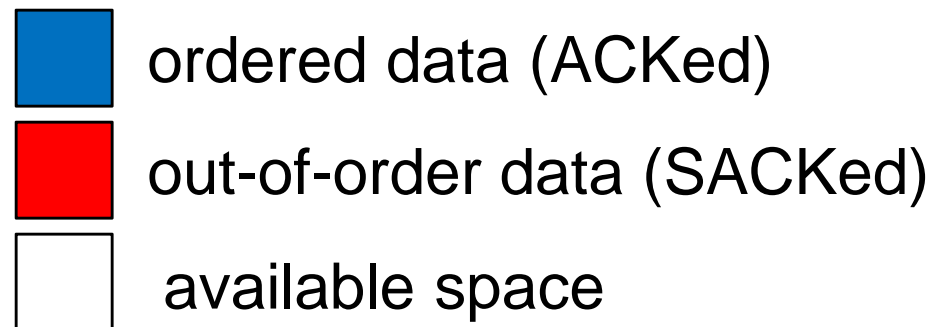 ordered data (ACKed)
out-of-order data (SACKed)
available space